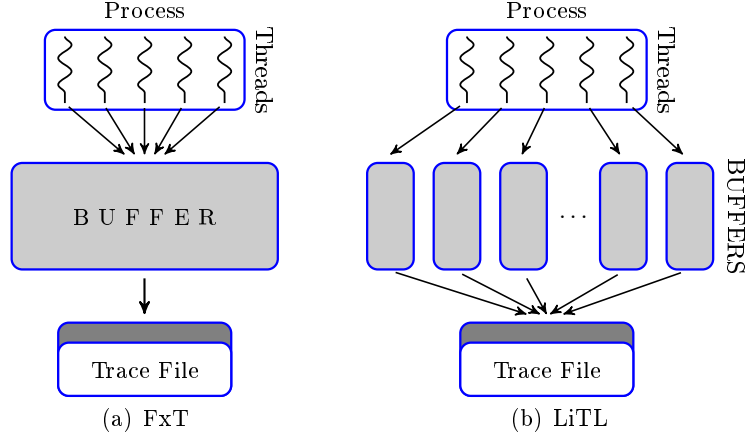 Process
Threads
B U F F E R
Trace File
(a) FxT
Process
Threads
BUFFERS
...
Trace File
(b) LiTL